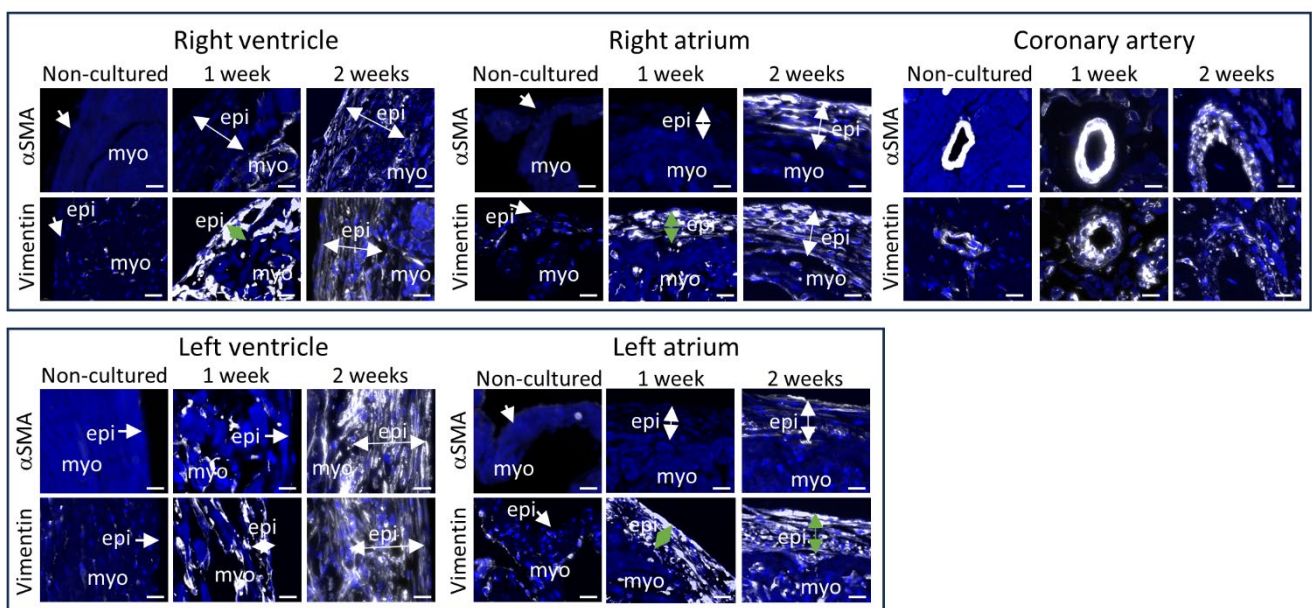 Right ventricle Right atrium Coronary artery
Non-cultured 1 week 2 weeks Non-cultured 1 week 2 weeks Non-cultured 1 week 2 weeks
αSMA epi epi epi epi αSMA
myo myo myo myo myo myo
Vimentin epi epi epi epi epi epi Vimentin
myo myo myo myo myo myo
Left ventricle Left atrium
Non-cultured 1 week 2 weeks Non-cultured 1 week 2 weeks
αSMA epi epi epi αSMA epi epi
myo myo myo myo myo myo
Vimentin epi epi epi Vimentin epi epi epi
myo myo myo myo myo myo